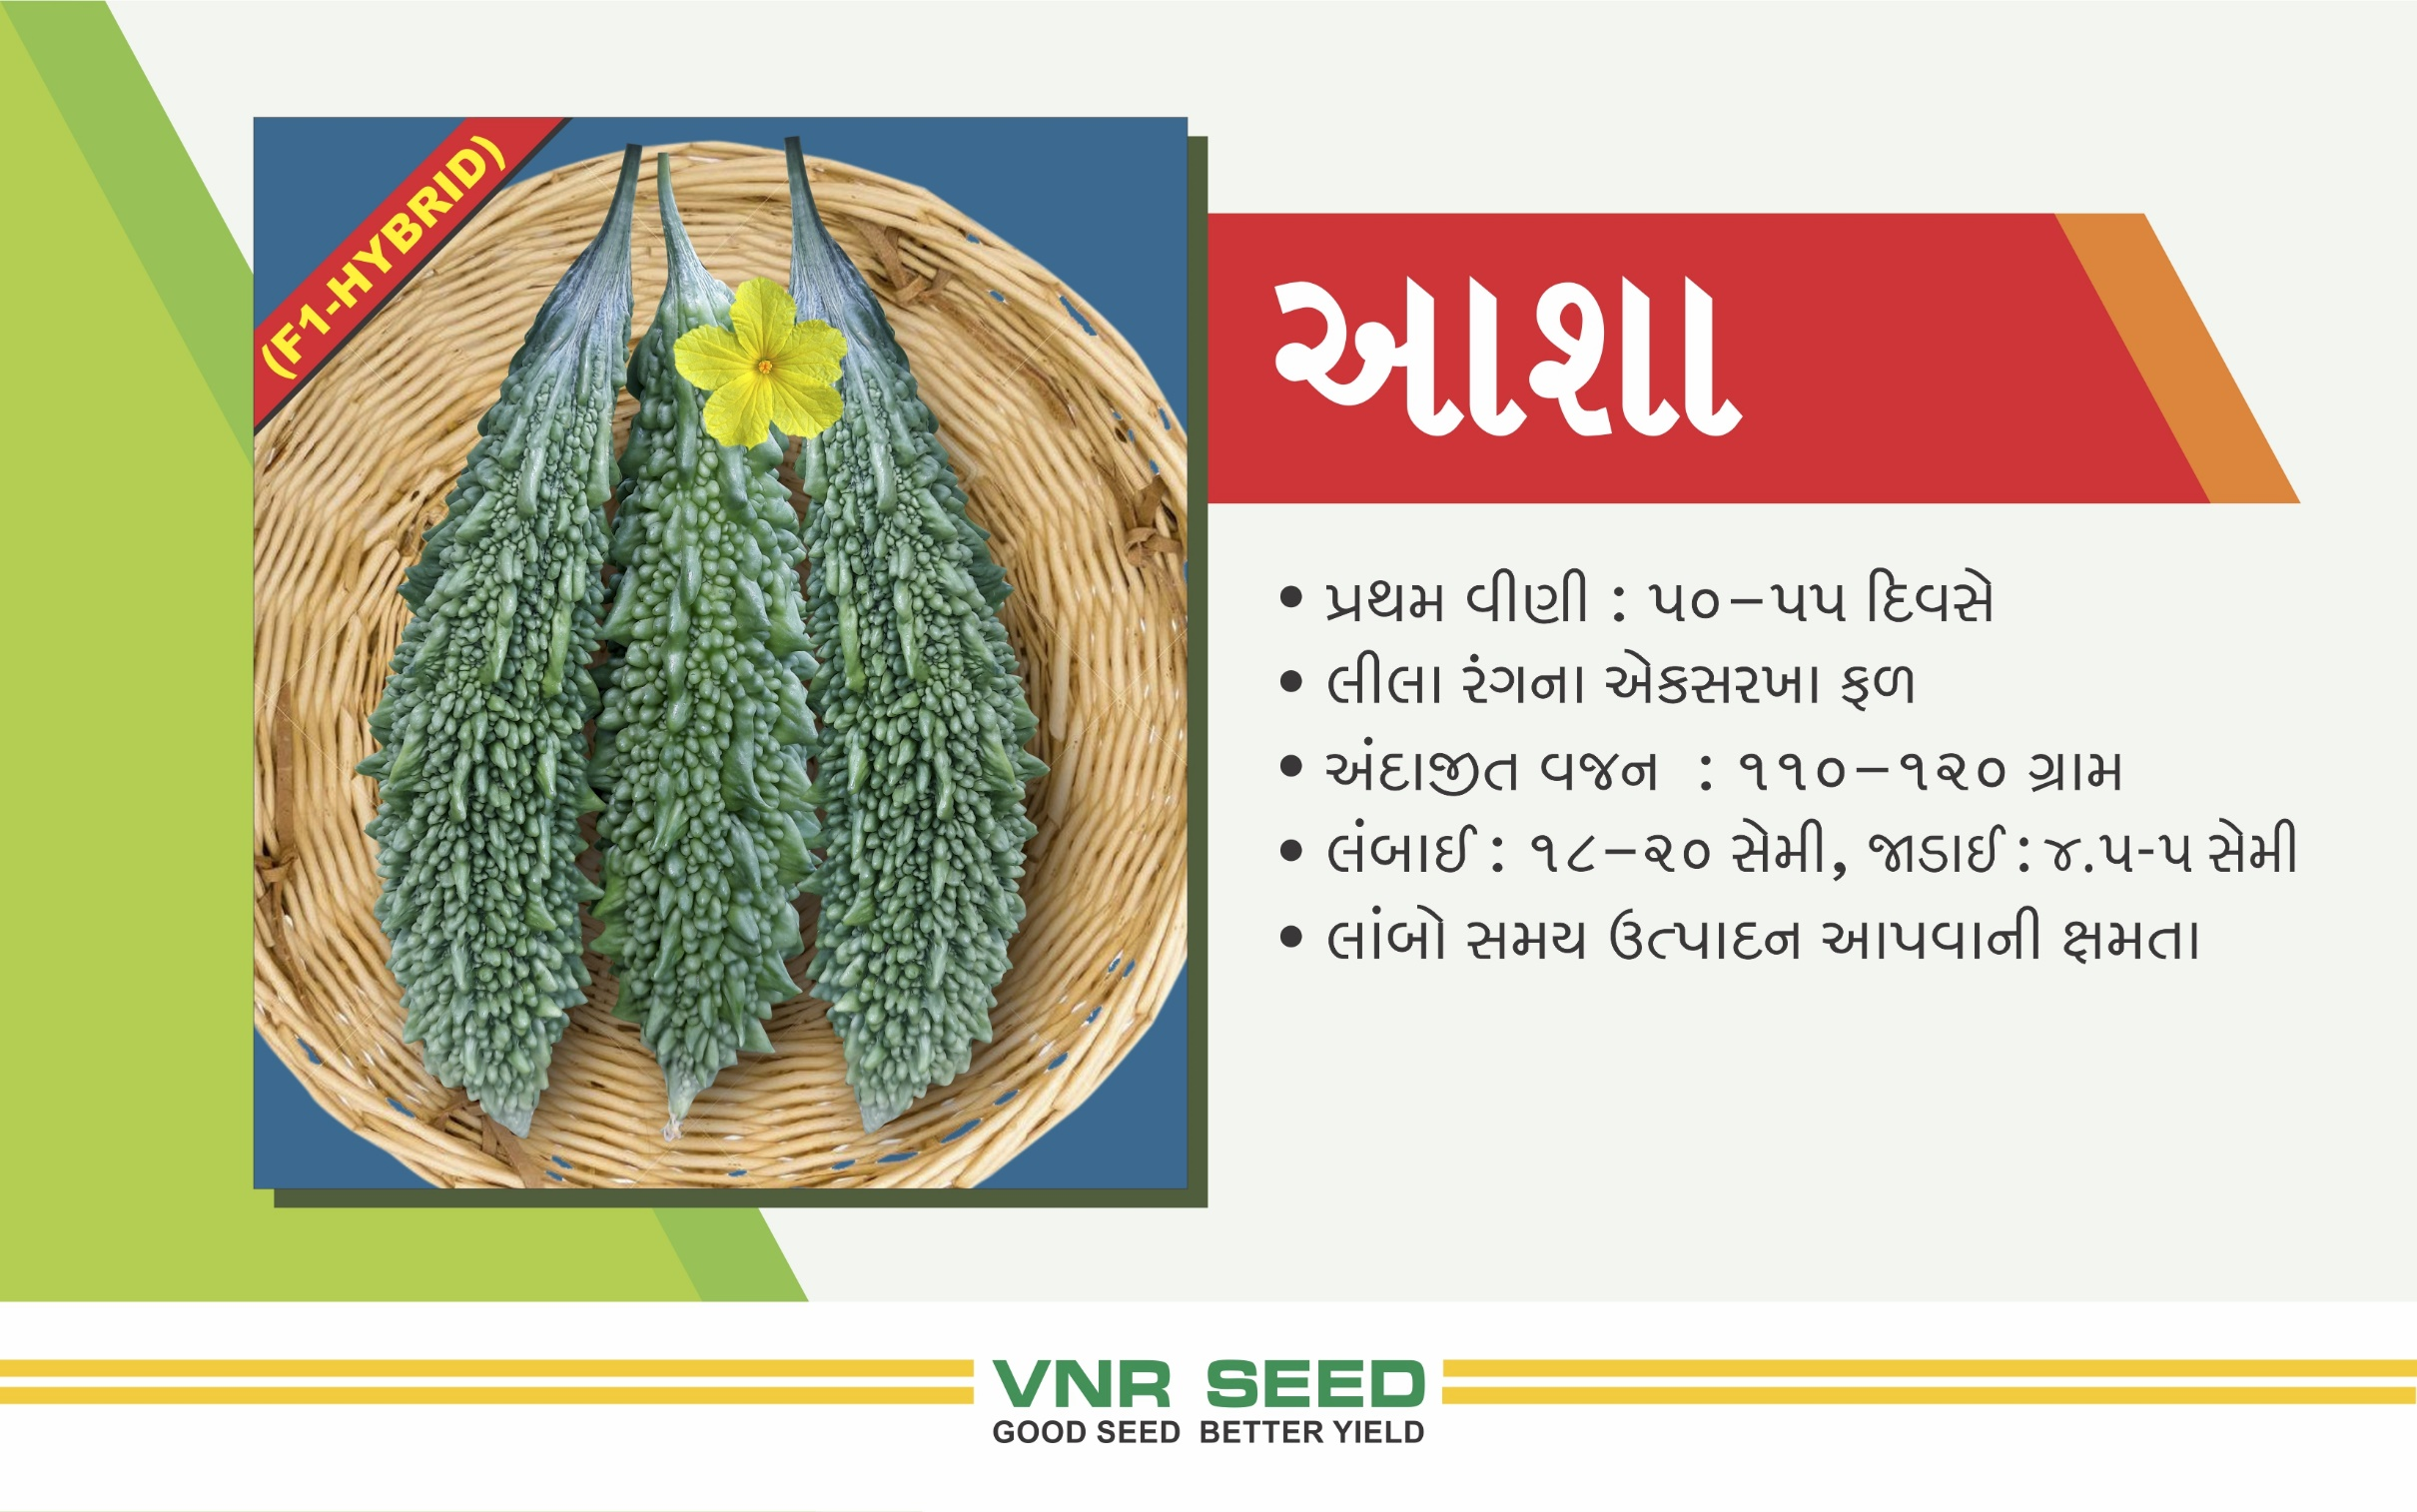 (F1-HYBRID)
આશા
• પ્રથમ વીણી : ૫૦–૫૫ દિવસે
• લીલા રંગના એકસરખા ફળ
• અંદાજીત વજન : ૧૧૦–૧૨૦ ગ્રામ
• લંબાઈ : ૧૮–૨૦ સેમી, જાડાઈ : ૪.૫-૫ સેમી
• લાંબો સમય ઉત્પાદન આપવાની ક્ષમતા
VNR SEED
GOOD SEED BETTER YIELD